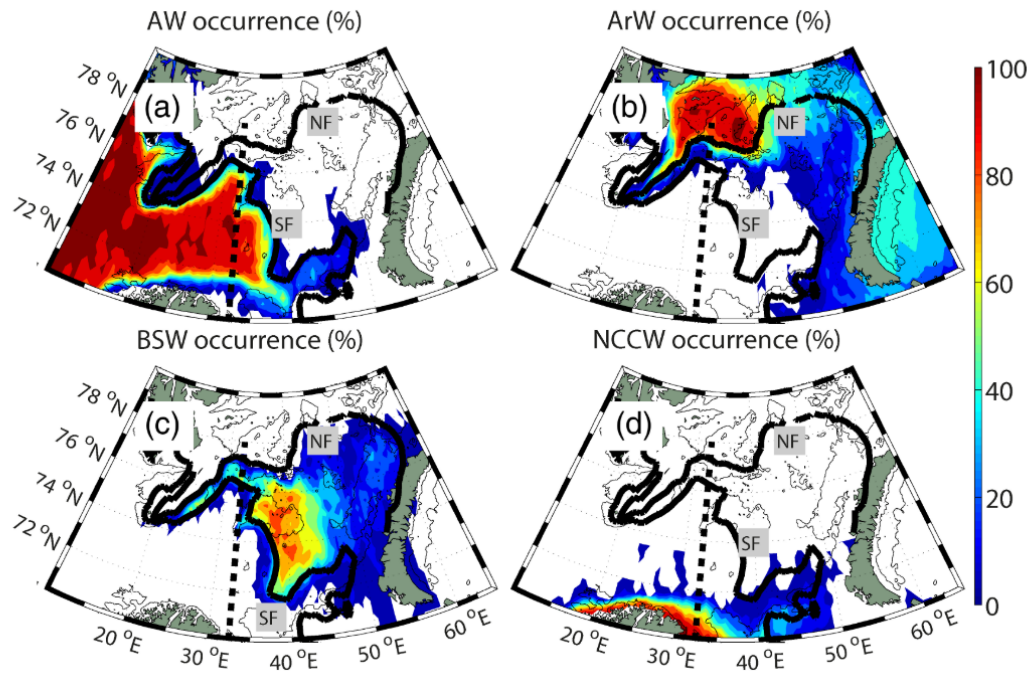 AW occurrence (%)
ArW occurrence (%)
(a)
NF
SF
78 °N
76 °N
74 °N
72 °N
(b)
NF
SF
100
80
60
40
20
0
BSW occurrence (%)
NCCW occurrence (%)
(c)
NF
SF
78 °N
76 °N
74 °N
72 °N
20 °E
30 °E
40 °E
50 °E
60 °E
(d)
NF
SF
20 °E
30 °E
40 °E
50 °E
60 °E